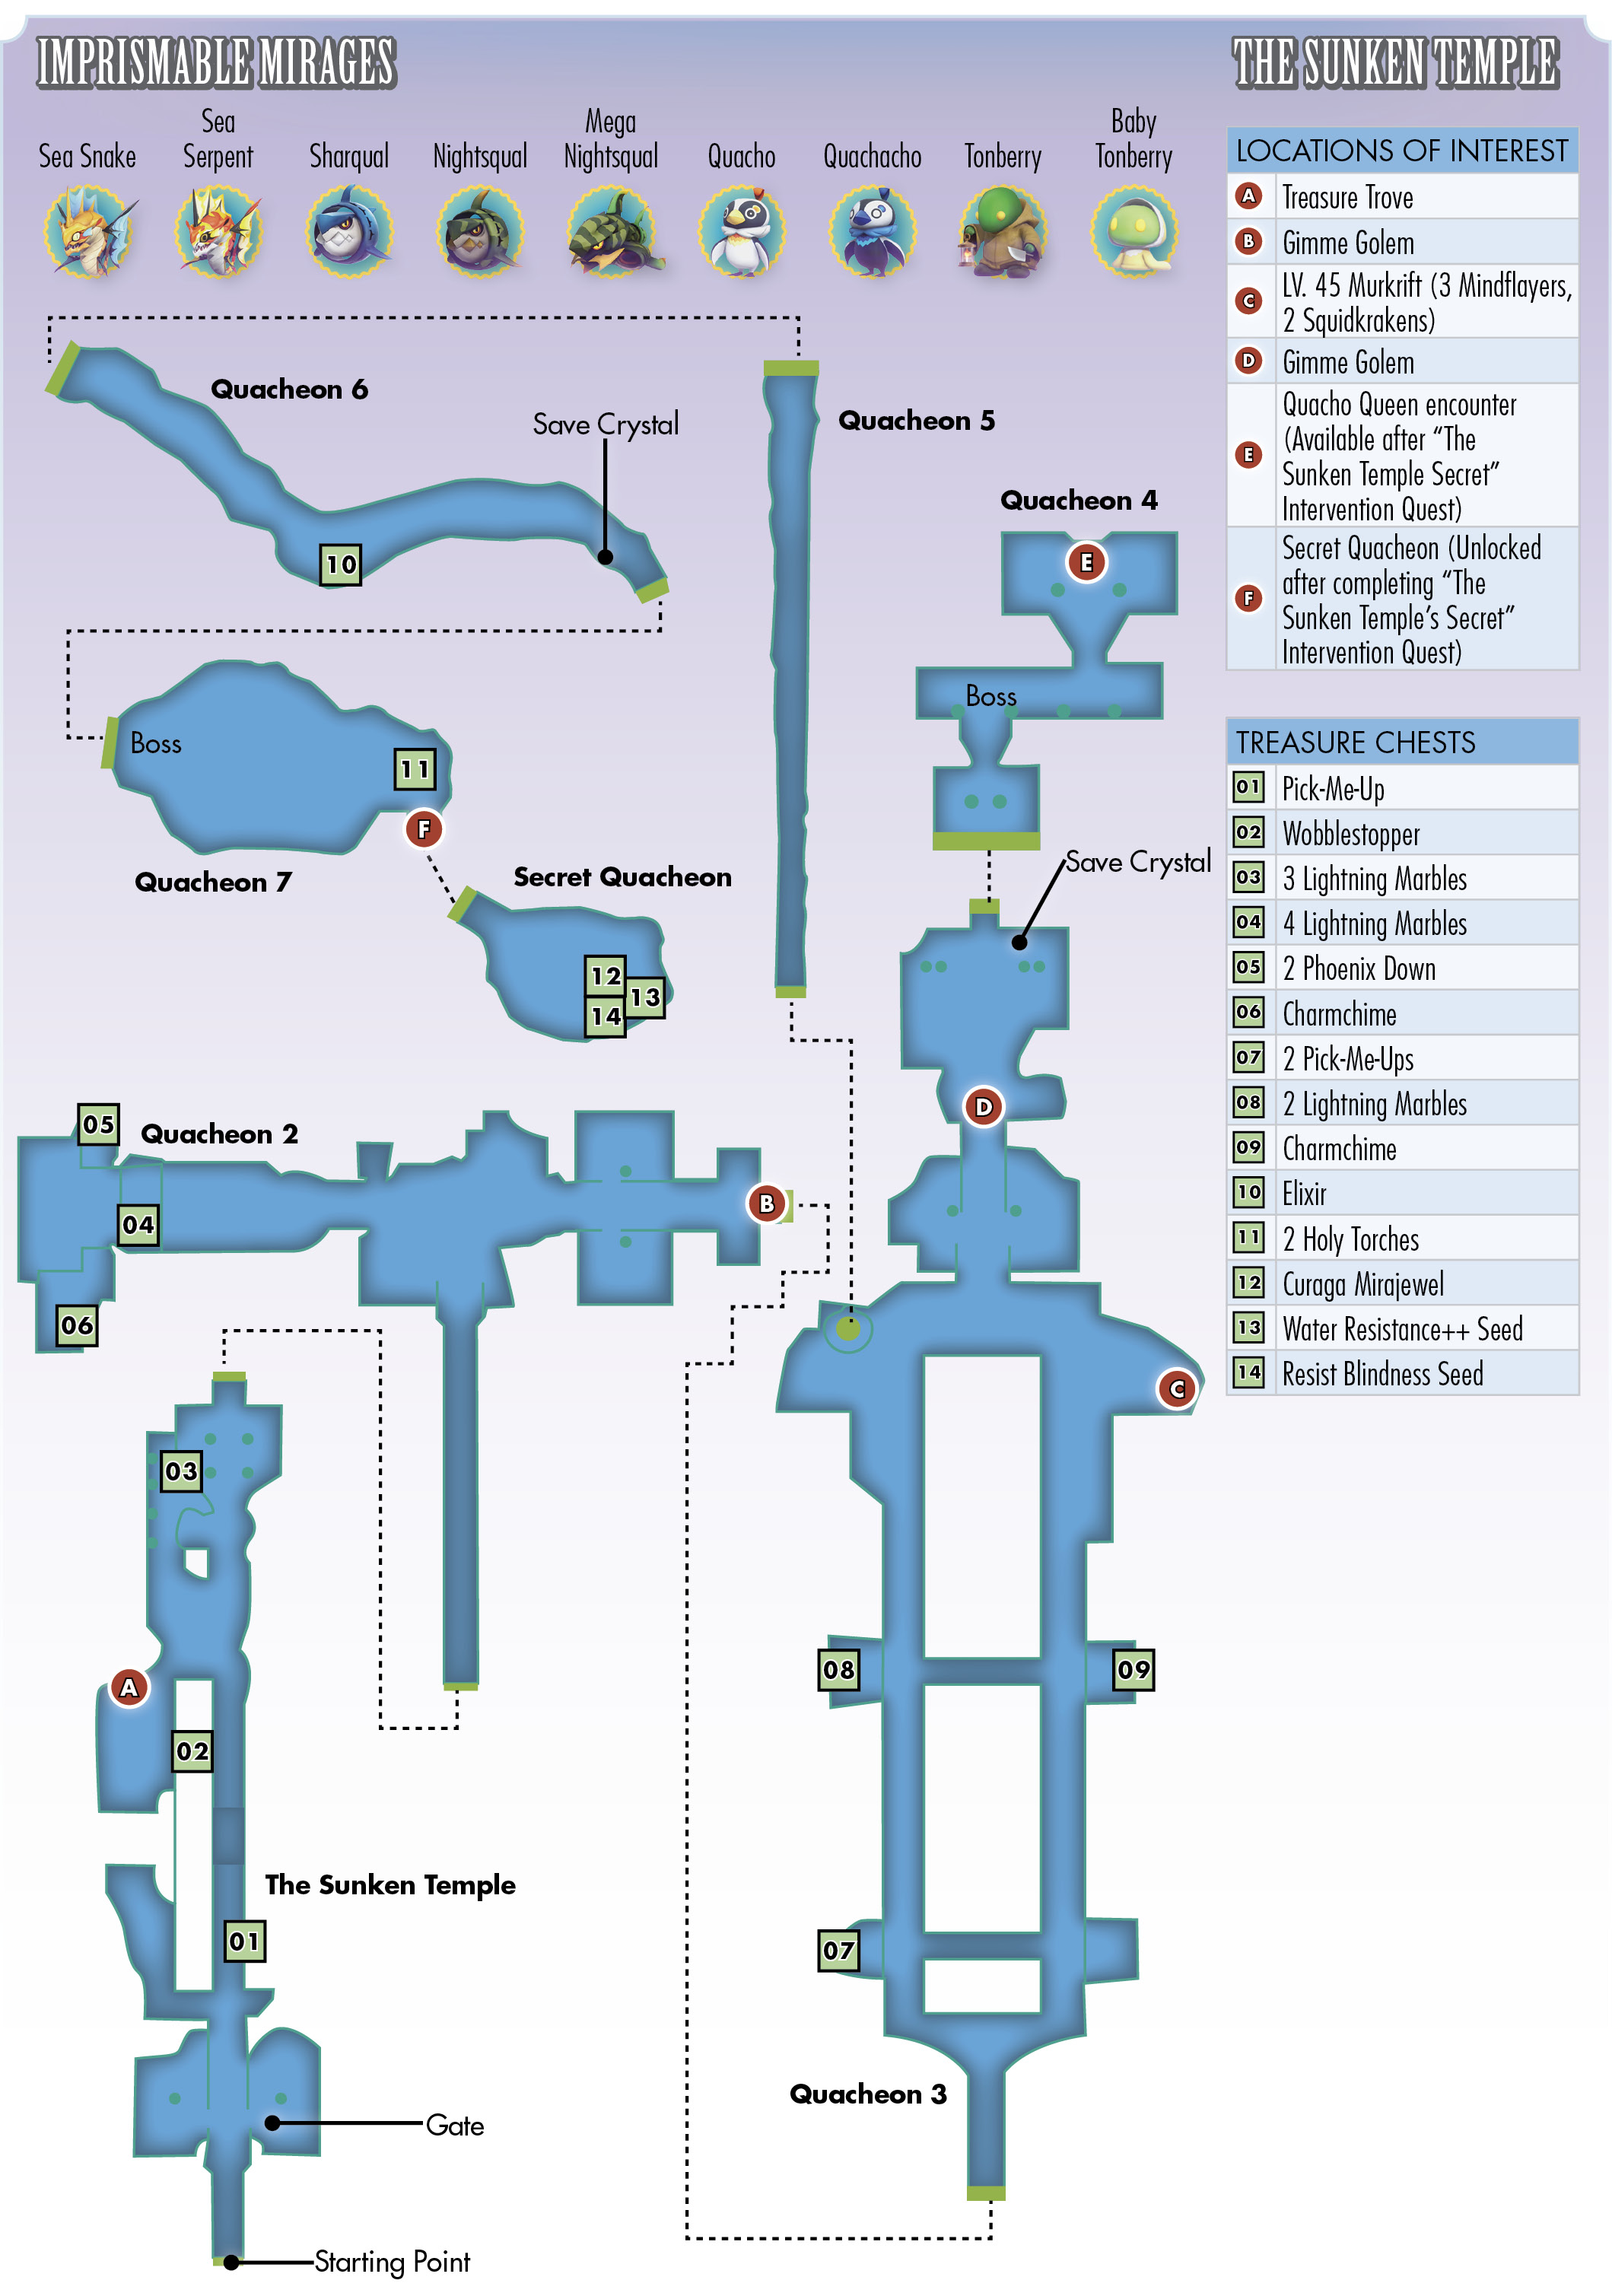 IMPRISMABLE MIRAGES
THE SUNKEN TEMPLE
Sea Snake
Sea
Serpent
Sharqual
Nightsqual
Mega
Nightsqual
Quacho
Quachacho
Tonberry
Baby
Tonberry
LOCATIONS OF INTEREST
A Treasure Trove
B Gimme Golem
C LV. 45 Murkrift (3 Mindflayers,
2 Squidkrakens)
D Gimme Golem
E Quacho Queen encounter
(Available after “The
Sunken Temple Secret”
Intervention Quest)
F Secret Quacheon (Unlocked
after completing “The
Sunken Temple’s Secret”
Intervention Quest)
TREASURE CHESTS
01 Pick-Me-Up
02 Wobblestopper
03 3 Lightning Marbles
04 4 Lightning Marbles
05 2 Phoenix Down
06 Charmchime
07 2 Pick-Me-Ups
08 2 Lightning Marbles
09 Charmchime
10 Elixir
11 2 Holy Torches
12 Curaga Mirajewel
13 Water Resistance++ Seed
14 Resist Blindness Seed
Quacheon 6
Save Crystal
10
Quacheon 5
Quacheon 4
E
Boss
Boss
11
F
Quacheon 7
Secret Quacheon
12
13
14
Save Crystal
D
05
Quacheon 2
04
06
B
C
03
A
02
The Sunken Temple
01
08
09
07
Quacheon 3
Gate
Starting Point